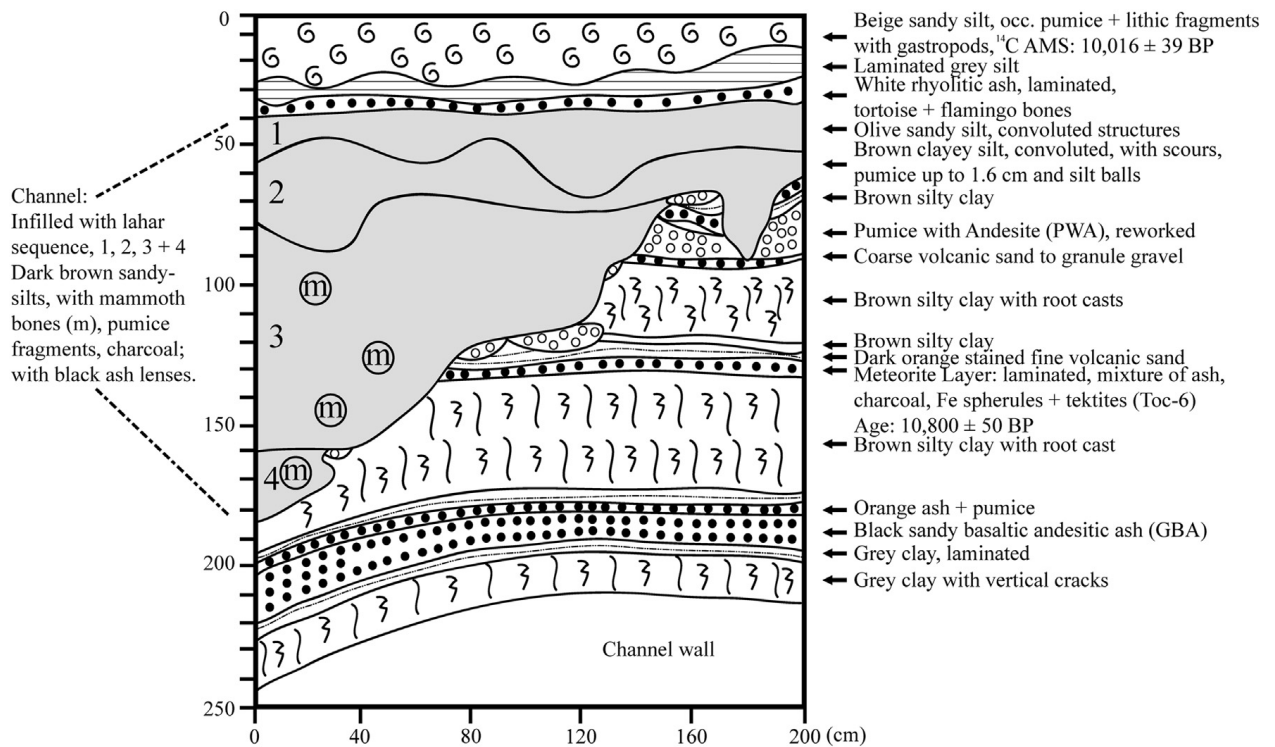 0
50
100
150
200
250
0
40
80
120
160
200 (cm)
1
2
3
4
m
m
m
m
Channel wall
Channel:
Infilled with lahar
sequence, 1, 2, 3 + 4
Dark brown sandy-
silts, with mammoth
bones (m), pumice
fragments, charcoal;
with black ash lenses.
Beige sandy silt, occ. pumice + lithic fragments
with gastropods, ¹⁴C AMS: 10,016 ± 39 BP
Laminated grey silt
White rhyolitic ash, laminated,
tortoise + flamingo bones
Olive sandy silt, convoluted structures
Brown clayey silt, convoluted, with scours,
pumice up to 1.6 cm and silt balls
Brown silty clay
Pumice with Andesite (PWA), reworked
Coarse volcanic sand to granule gravel
Brown silty clay with root casts
Brown silty clay
Dark orange stained fine volcanic sand
Meteorite Layer: laminated, mixture of ash,
charcoal, Fe spherules + tektites (Toc-6)
Age: 10,800 ± 50 BP
Brown silty clay with root cast
Orange ash + pumice
Black sandy basaltic andesitic ash (GBA)
Grey clay, laminated
Grey clay with vertical cracks